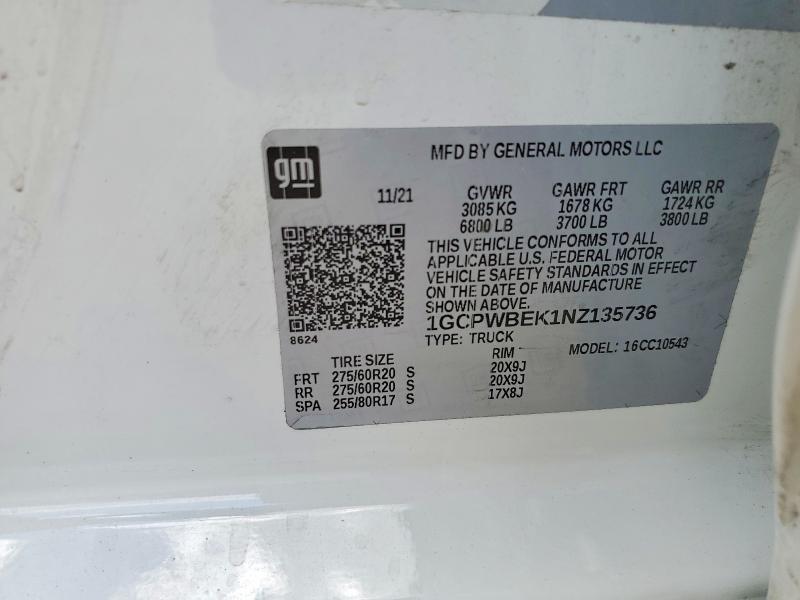 gm
MFD BY GENERAL MOTORS LLC
11/21 GVWR GAWR FRT GAWR RR
3085 KG 1678 KG 1724 KG
6800 LB 3700 LB 3800 LB
THIS VEHICLE CONFORMS TO ALL
APPLICABLE U.S. FEDERAL MOTOR
VEHICLE SAFETY STANDARDS IN EFFECT
ON THE DATE OF MANUFACTURE
SHOWN ABOVE.
1GCPWBEK1NZ135736
TYPE: TRUCK MODEL: 16CC10543
8624
TIRE SIZE RIM
FRT 275/60R20 S 20X9J
RR 275/60R20 S 20X9J
SPA 255/80R17 S 17X8J